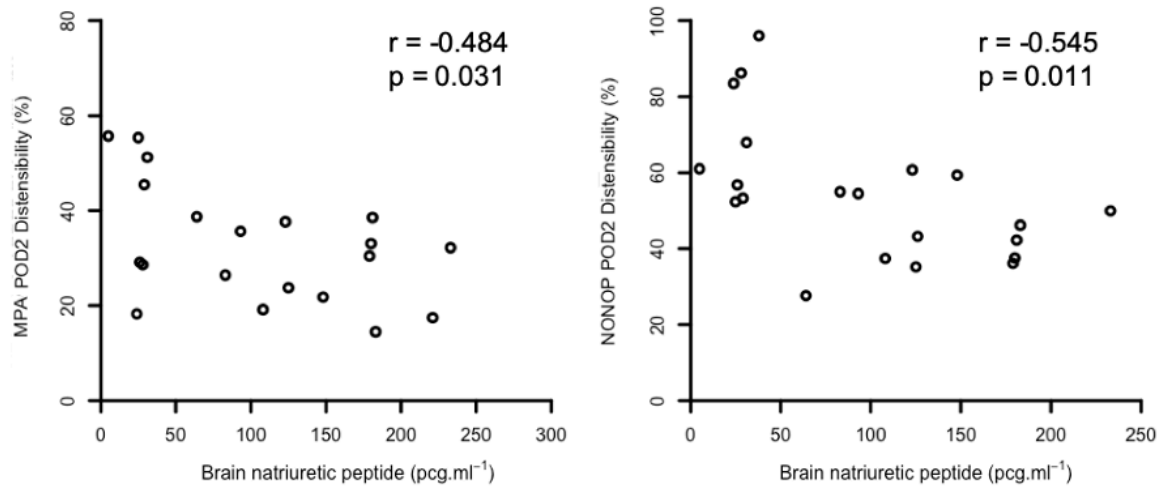 80
60
40
20
0
MPA POD2 Distensibility (%)
r = -0.484
p = 0.031
0 50 100 150 200 250 300
Brain natriuretic peptide (pcg.ml⁻¹)
100
80
60
40
20
0
NONOP POD2 Distensibility (%)
r = -0.545
p = 0.011
0 50 100 150 200 250
Brain natriuretic peptide (pcg.ml⁻¹)